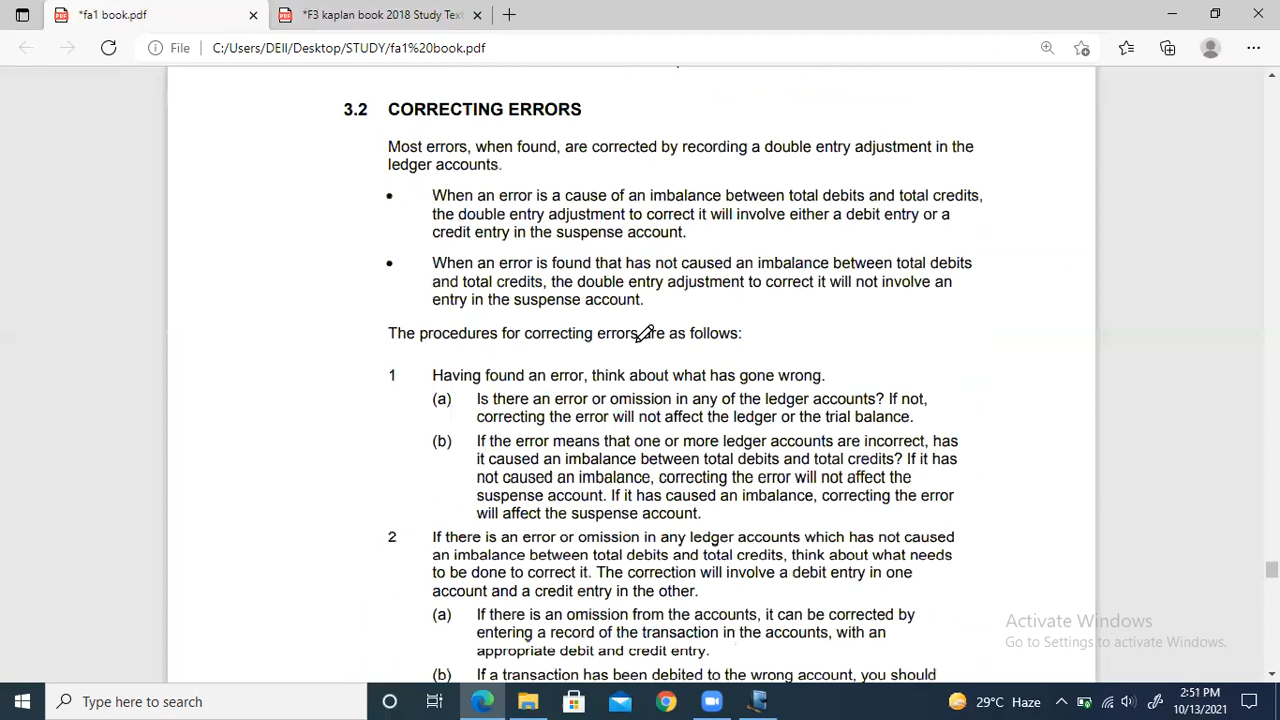 *fa1 book.pdf
*F3 kaplan book 2018 Study Text
File
C:/Users/DEll/Desktop/STUDY/fa1%20book.pdf
3.2 CORRECTING ERRORS
Most errors, when found, are corrected by recording a double entry adjustment in the
ledger accounts.
• When an error is a cause of an imbalance between total debits and total credits,
the double entry adjustment to correct it will involve either a debit entry or a
credit entry in the suspense account.
• When an error is found that has not caused an imbalance between total debits
and total credits, the double entry adjustment to correct it will not involve an
entry in the suspense account.
The procedures for correcting errors are as follows:
1 Having found an error, think about what has gone wrong.
(a) Is there an error or omission in any of the ledger accounts? If not,
correcting the error will not affect the ledger or the trial balance.
(b) If the error means that one or more ledger accounts are incorrect, has
it caused an imbalance between total debits and total credits? If it has
not caused an imbalance, correcting the error will not affect the
suspense account. If it has caused an imbalance, correcting the error
will affect the suspense account.
2 If there is an error or omission in any ledger accounts which has not caused
an imbalance between total debits and total credits, think about what needs
to be done to correct it. The correction will involve a debit entry in one
account and a credit entry in the other.
(a) If there is an omission from the accounts, it can be corrected by
entering a record of the transaction in the accounts, with an
appropriate debit and credit entry.
(b) If a transaction has been debited to the wrong account, you should
Activate Windows
Go to Settings to activate Windows.
Type here to search
29°C Haze
2:51 PM
10/13/2021